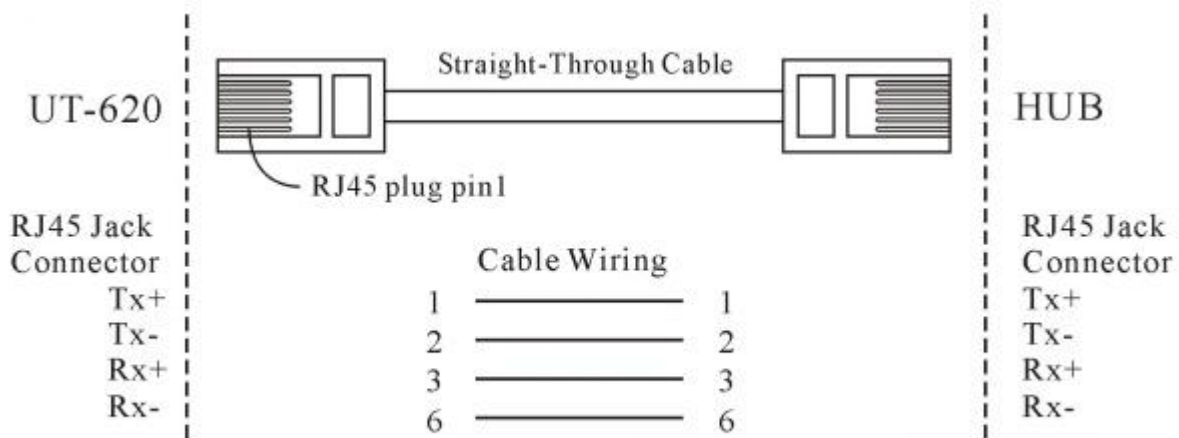 Straight-Through Cable
UT-620
HUB
RJ45 plug pin1
RJ45 Jack
Connector
Tx+
Tx-
Rx+
Rx-
Cable Wiring
1 1
2 2
3 3
6 6
RJ45 Jack
Connector
Tx+
Tx-
Rx+
Rx-